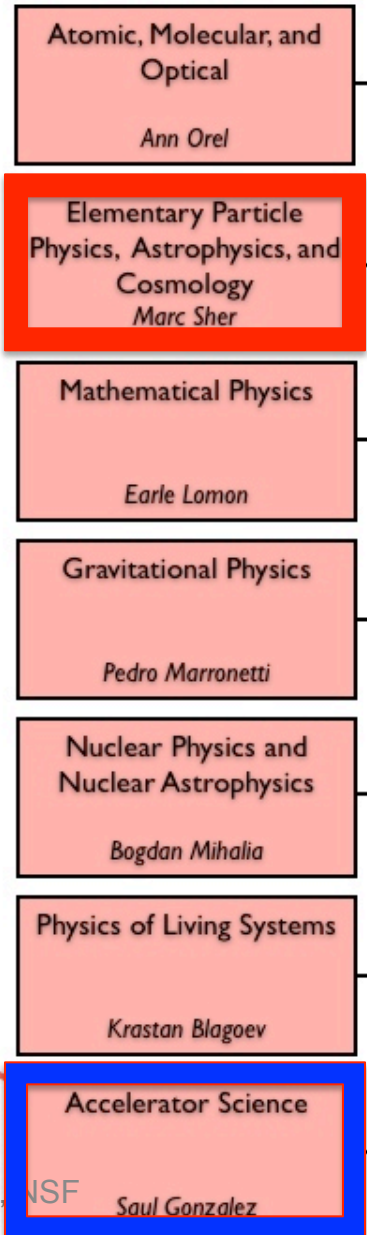 Atomic, Molecular, and
Optical
Ann Orel
Elementary Particle
Physics, Astrophysics, and
Cosmology
Marc Sher
Mathematical Physics
Earle Lomon
Gravitational Physics
Pedro Marronetti
Nuclear Physics and
Nuclear Astrophysics
Bogdan Mihalia
Physics of Living Systems
Krastan Blagoev
Accelerator Science
, NSF
Saul Gonzalez